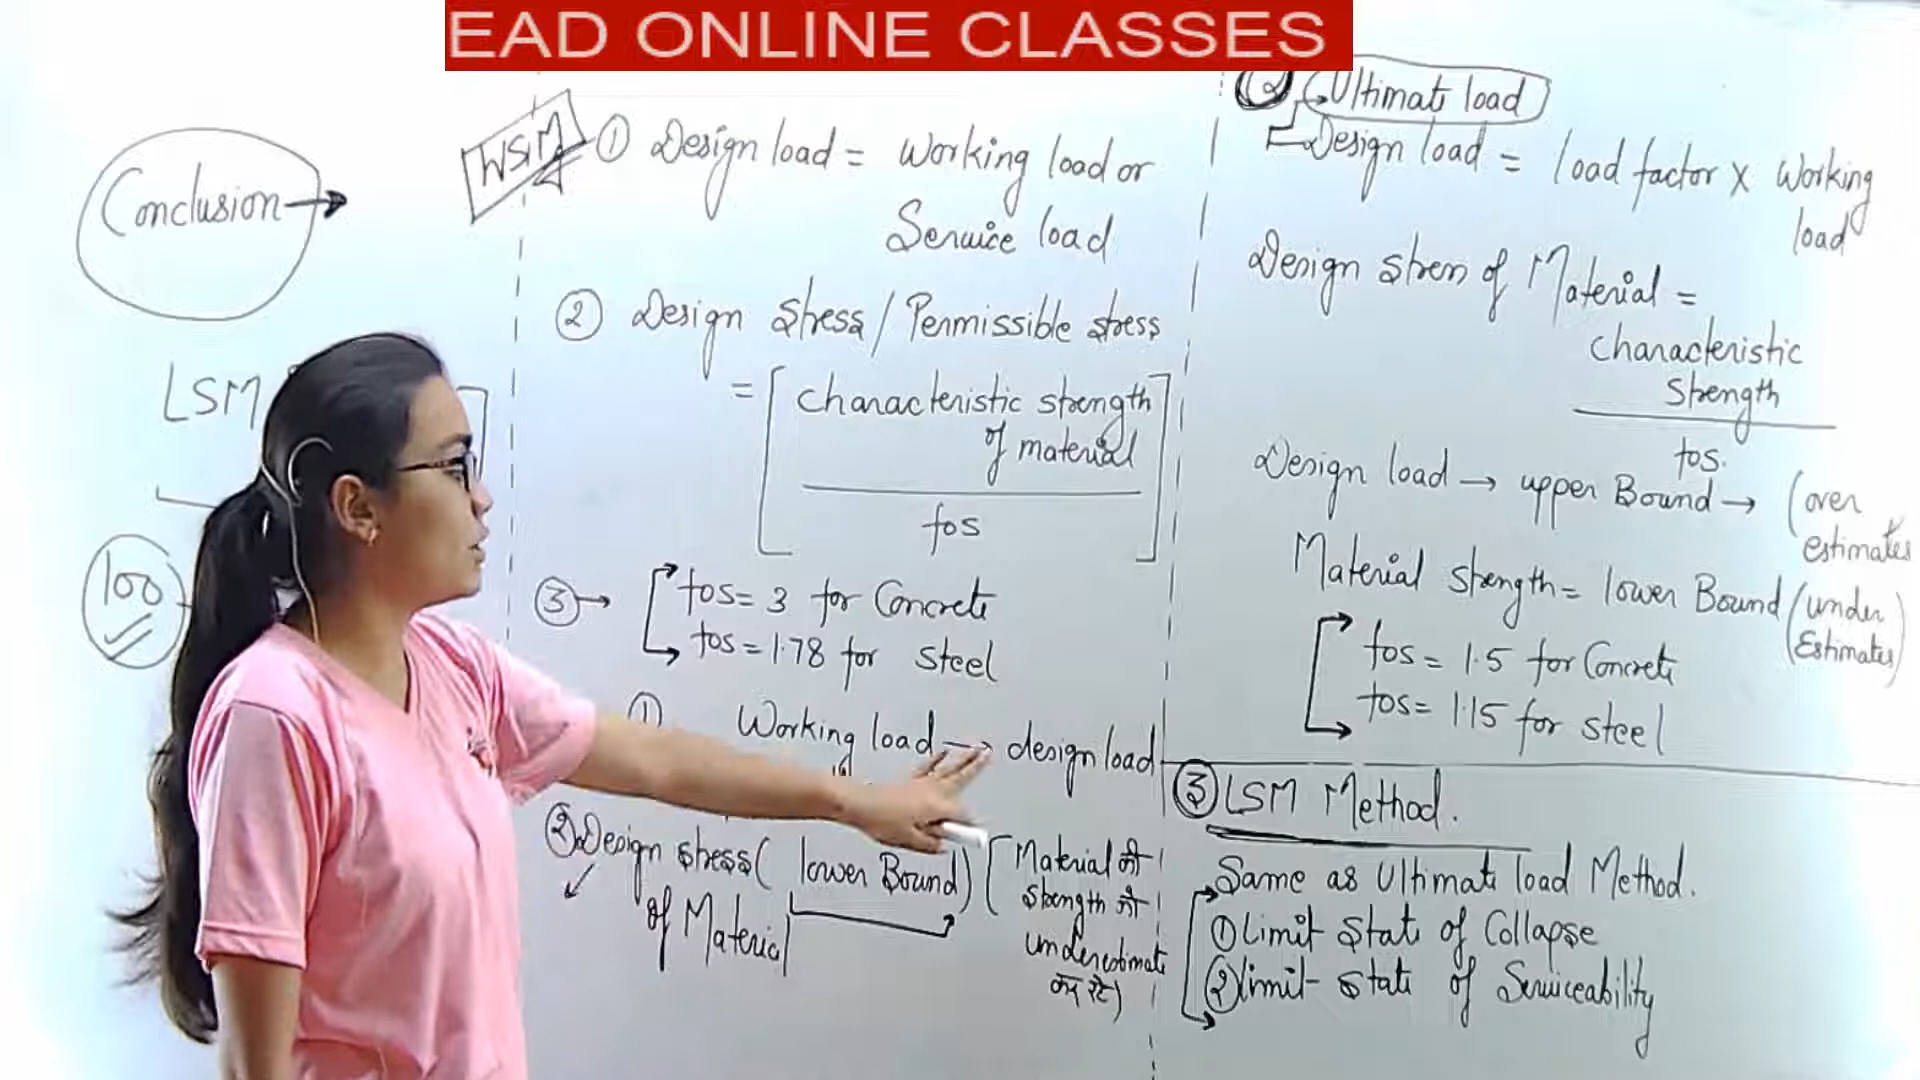 EAD ONLINE CLASSES
Conclusion →
LSM
100
WSM
① Design load = Working load or
Service load
② Design stress / Permissible stress
= [ characteristic strength
of material
fos ]
③ → fos = 3 for Concrete
fos = 1.78 for steel
① Working load → design load
② Design stress ( lower Bound ) [ Material की
of Material
strength को
underestimate
कर रहे )
② Ultimate load
Design load = load factor x Working
load
Design stress of Material =
characteristic
strength
fos.
Design load → upper Bound → (over
estimates
Material strength = lower Bound (under
Estimates)
fos = 1.5 for Concrete
fos = 1.15 for steel
③ LSM Method.
Same as Ultimate load Method.
① limit state of Collapse
② limit state of Serviceability